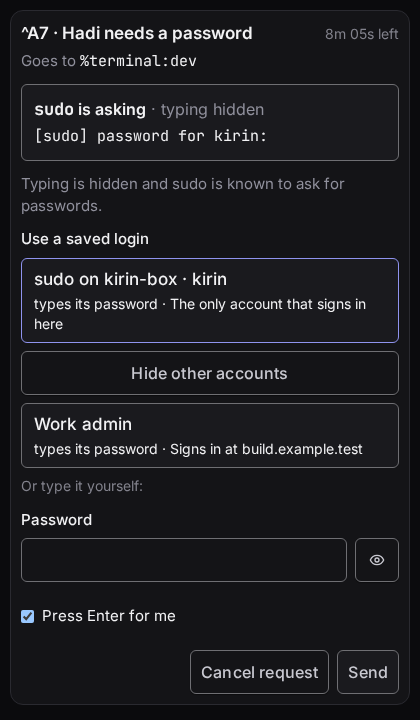 ^A7 · Hadi needs a password
8m 05s left
Goes to %terminal:dev
sudo is asking · typing hidden
[sudo] password for kirin:
Typing is hidden and sudo is known to ask for
passwords.
Use a saved login
sudo on kirin-box · kirin
types its password · The only account that signs in
here
Hide other accounts
Work admin
types its password · Signs in at build.example.test
Or type it yourself:
Password
Press Enter for me
Cancel request
Send